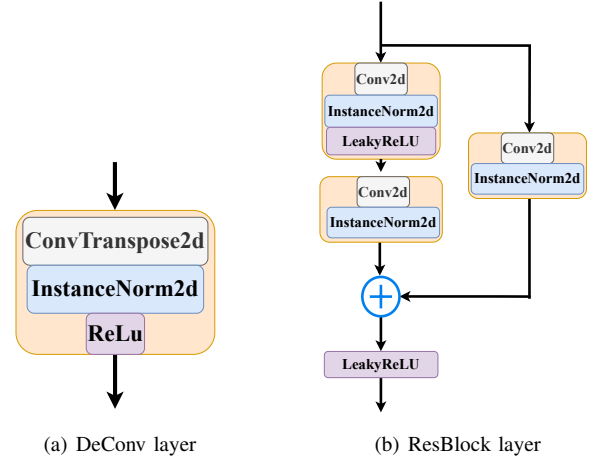 ConvTranspose2d
InstanceNorm2d
ReLu
(a) DeConv layer
Conv2d
InstanceNorm2d
LeakyReLU
Conv2d
InstanceNorm2d
Conv2d
InstanceNorm2d
LeakyReLU
(b) ResBlock layer